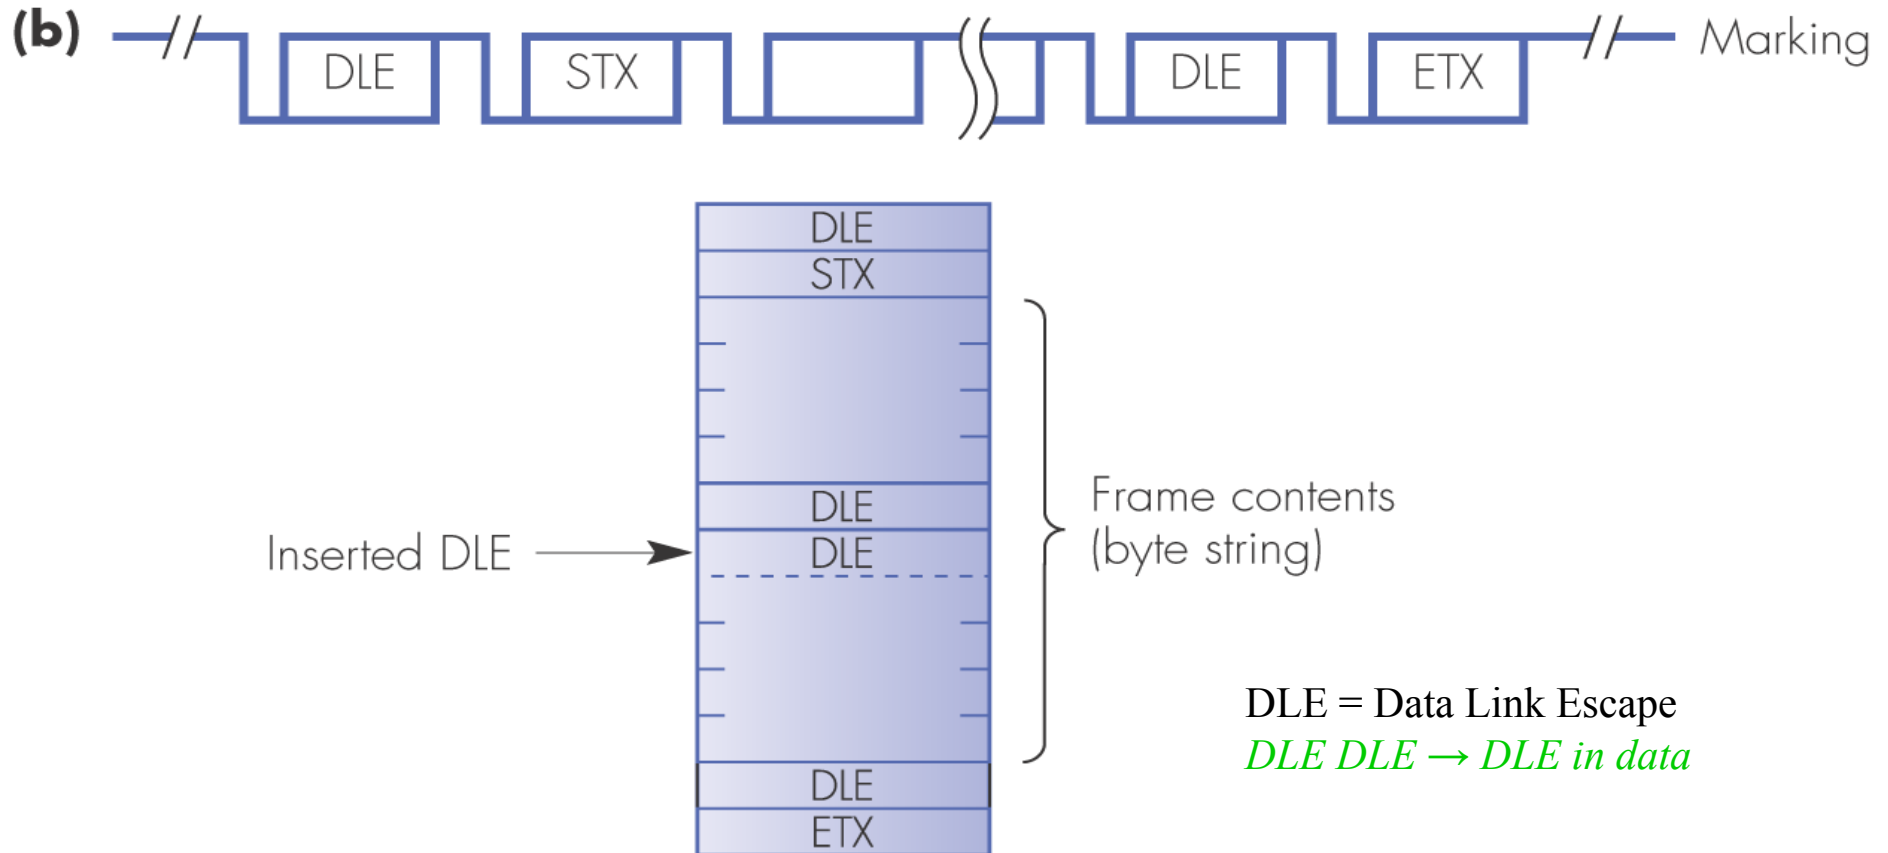 (b) DLE STX DLE ETX Marking
DLE
STX
DLE
Inserted DLE DLE
Frame contents
(byte string)
DLE = Data Link Escape
DLE DLE → DLE in data
DLE
ETX